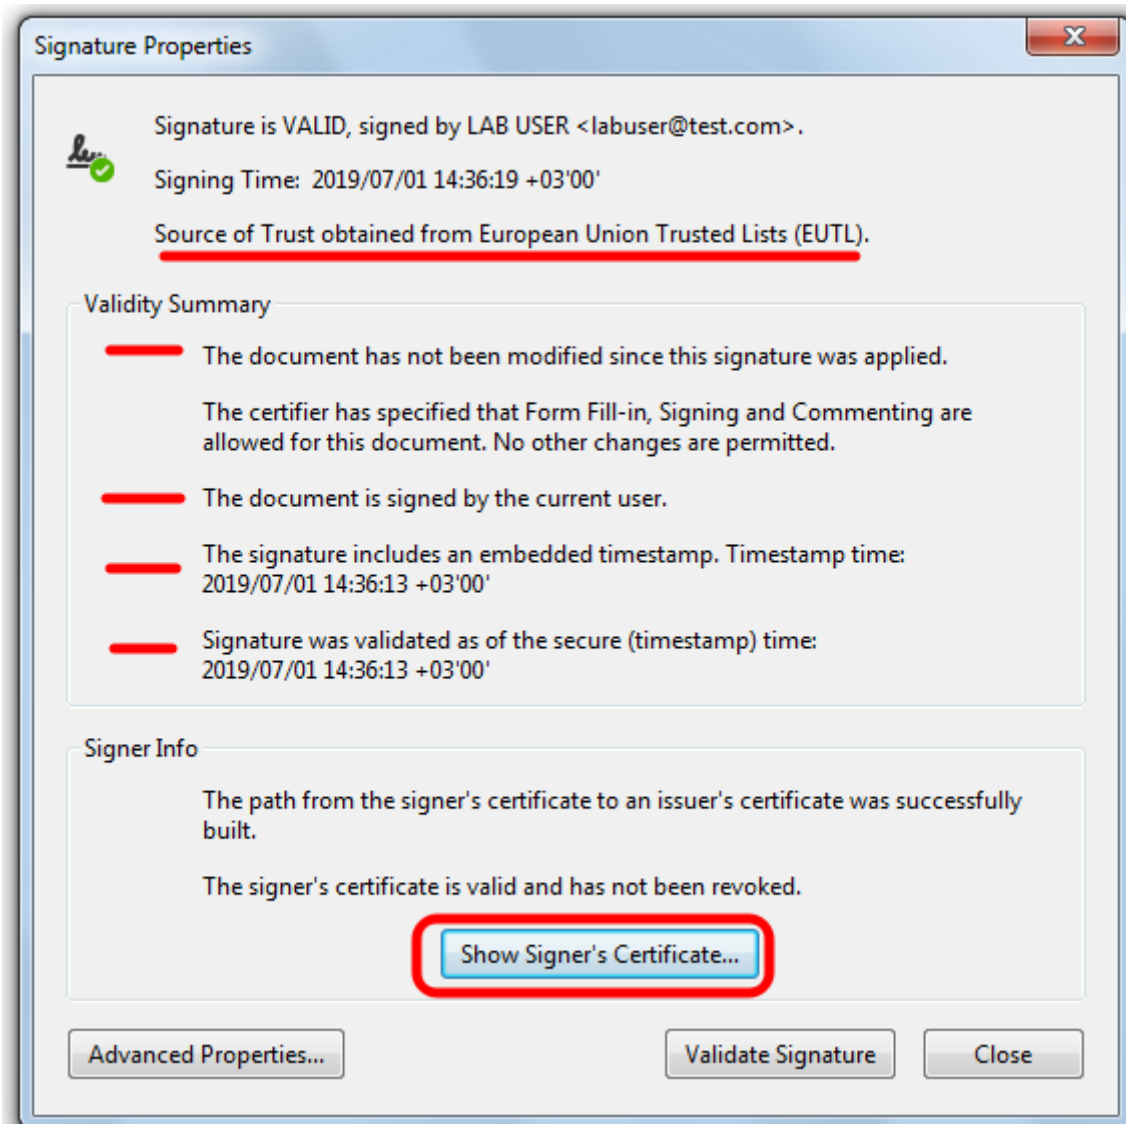 Signature Properties
Signature is VALID, signed by LAB USER <labuser@test.com>.
Signing Time: 2019/07/01 14:36:19 +03'00'
Source of Trust obtained from European Union Trusted Lists (EUTL).
Validity Summary
The document has not been modified since this signature was applied.
The certifier has specified that Form Fill-in, Signing and Commenting are
allowed for this document. No other changes are permitted.
The document is signed by the current user.
The signature includes an embedded timestamp. Timestamp time:
2019/07/01 14:36:13 +03'00'
Signature was validated as of the secure (timestamp) time:
2019/07/01 14:36:13 +03'00'
Signer Info
The path from the signer's certificate to an issuer's certificate was successfully
built.
The signer's certificate is valid and has not been revoked.
Show Signer's Certificate...
Advanced Properties...
Validate Signature
Close